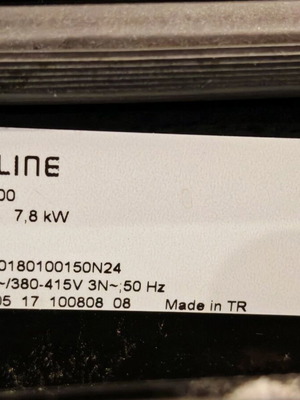 LINE
00
7,8 kW
0180100150N24
~/380-415V 3N~;50 Hz
05 17 100808 08 Made in TR